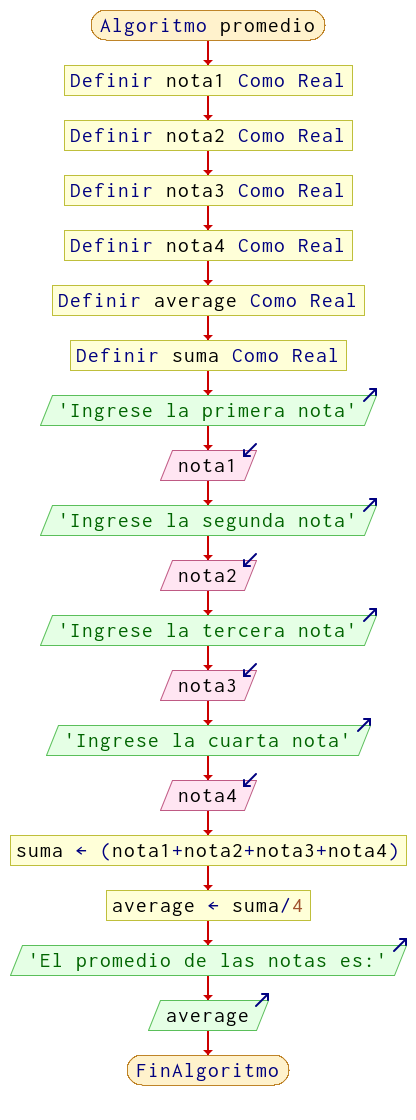 Algoritmo promedio
Definir nota1 Como Real
Definir nota2 Como Real
Definir nota3 Como Real
Definir nota4 Como Real
Definir average Como Real
Definir suma Como Real
'Ingrese la primera nota'
nota1
'Ingrese la segunda nota'
nota2
'Ingrese la tercera nota'
nota3
'Ingrese la cuarta nota'
nota4
suma ← (nota1+nota2+nota3+nota4)
average ← suma/4
'El promedio de las notas es:'
average
FinAlgoritmo